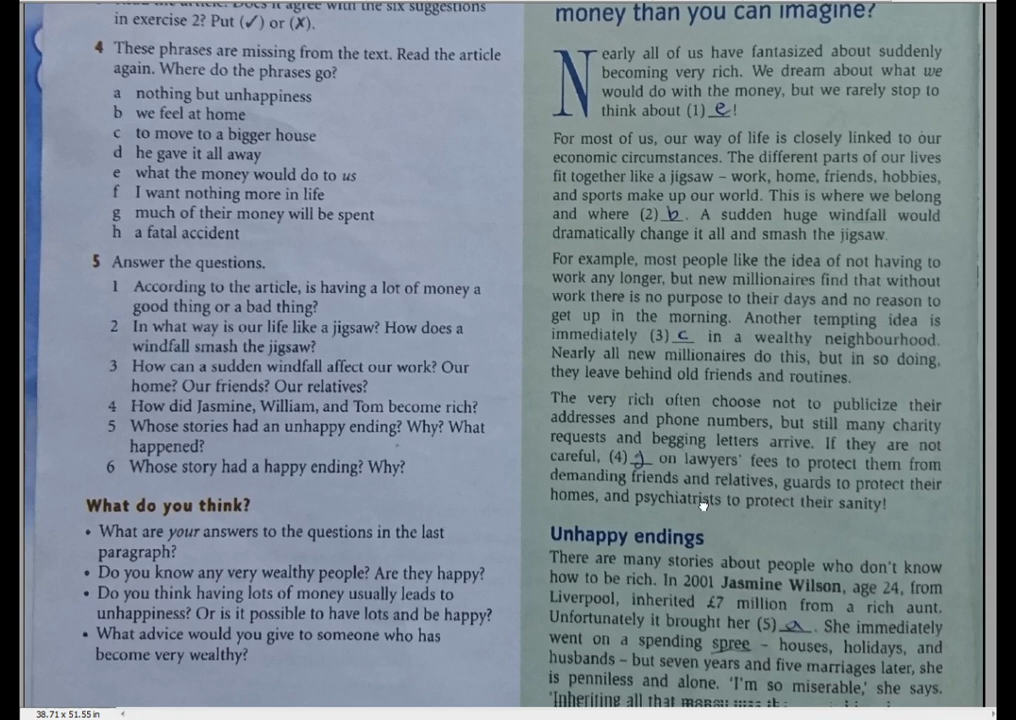 in exercise 2? Put (✓) or (✗).
4 These phrases are missing from the text. Read the article
again. Where do the phrases go?
a nothing but unhappiness
b we feel at home
c to move to a bigger house
d he gave it all away
e what the money would do to us
f I want nothing more in life
g much of their money will be spent
h a fatal accident
5 Answer the questions.
1 According to the article, is having a lot of money a
good thing or a bad thing?
2 In what way is our life like a jigsaw? How does a
windfall smash the jigsaw?
3 How can a sudden windfall affect our work? Our
home? Our friends? Our relatives?
4 How did Jasmine, William, and Tom become rich?
5 Whose stories had an unhappy ending? Why? What
happened?
6 Whose story had a happy ending? Why?
What do you think?
• What are your answers to the questions in the last
paragraph?
• Do you know any very wealthy people? Are they happy?
• Do you think having lots of money usually leads to
unhappiness? Or is it possible to have lots and be happy?
• What advice would you give to someone who has
become very wealthy?
money than you can imagine?
Nearly all of us have fantasized about suddenly
becoming very rich. We dream about what we
would do with the money, but we rarely stop to
think about (1) e !
For most of us, our way of life is closely linked to our
economic circumstances. The different parts of our lives
fit together like a jigsaw – work, home, friends, hobbies,
and sports make up our world. This is where we belong
and where (2) b . A sudden huge windfall would
dramatically change it all and smash the jigsaw.
For example, most people like the idea of not having to
work any longer, but new millionaires find that without
work there is no purpose to their days and no reason to
get up in the morning. Another tempting idea is
immediately (3) c in a wealthy neighbourhood.
Nearly all new millionaires do this, but in so doing,
they leave behind old friends and routines.
The very rich often choose not to publicize their
addresses and phone numbers, but still many charity
requests and begging letters arrive. If they are not
careful, (4) g on lawyers' fees to protect them from
demanding friends and relatives, guards to protect their
homes, and psychiatrists to protect their sanity!
Unhappy endings
There are many stories about people who don't know
how to be rich. In 2001 Jasmine Wilson, age 24, from
Liverpool, inherited £7 million from a rich aunt.
Unfortunately it brought her (5) a . She immediately
went on a spending spree – houses, holidays, and
husbands – but seven years and five marriages later, she
is penniless and alone. 'I'm so miserable,' she says.
'Inheriting all that
38.71 x 51.55 in